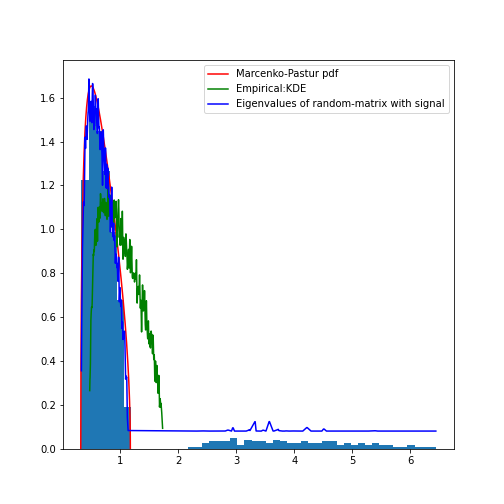 Marcenko-Pastur pdf
Empirical:KDE
Eigenvalues of random-matrix with signal
1.6
1.4
1.2
1.0
0.8
0.6
0.4
0.2
0.0
1 2 3 4 5 6